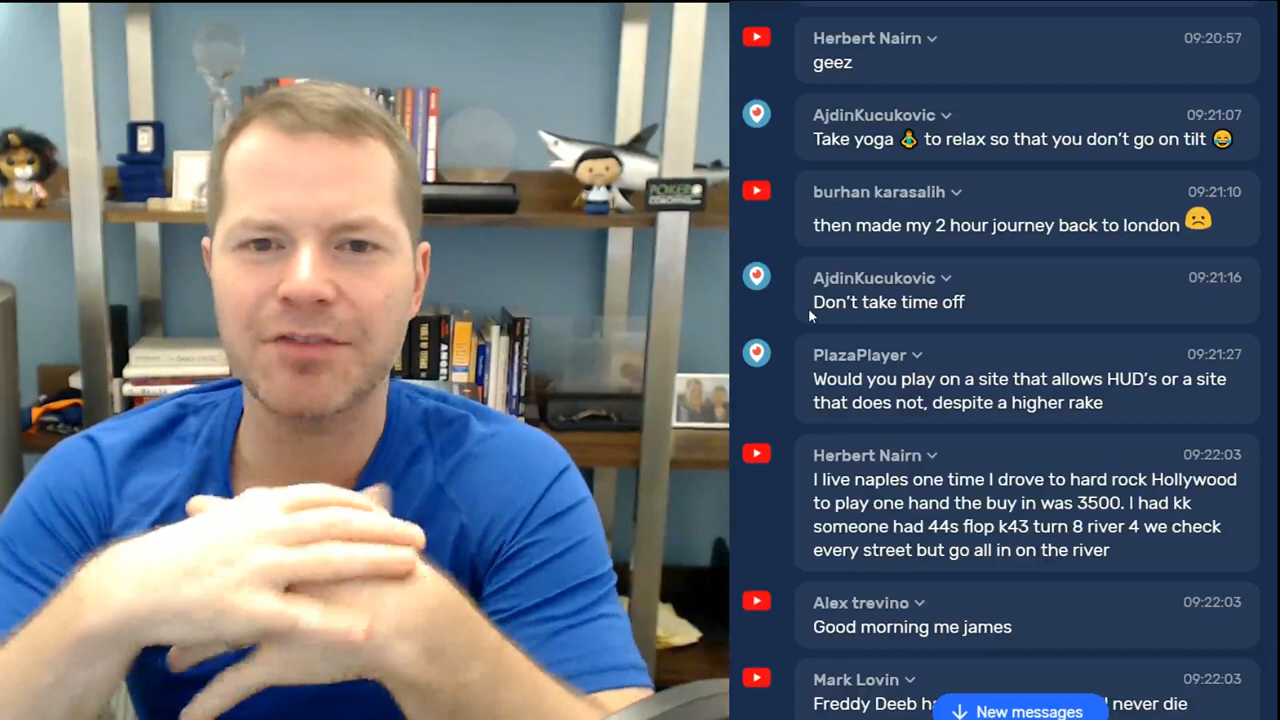 POKER
COACHING
Herbert Nairn
09:20:57
geez
AjdinKucukovic
09:21:07
Take yoga 🧘‍♂️ to relax so that you don’t go on tilt 😂
burhan karasalih
09:21:10
then made my 2 hour journey back to london ☹️
AjdinKucukovic
09:21:16
Don’t take time off
PlazaPlayer
09:21:27
Would you play on a site that allows HUD’s or a site
that does not, despite a higher rake
Herbert Nairn
09:22:03
I live naples one time I drove to hard rock Hollywood
to play one hand the buy in was 3500. I had kk
someone had 44s flop k43 turn 8 river 4 we check
every street but go all in on the river
Alex trevino
09:22:03
Good morning me james
Mark Lovin
09:22:03
Freddy Deeb
never die
New messages